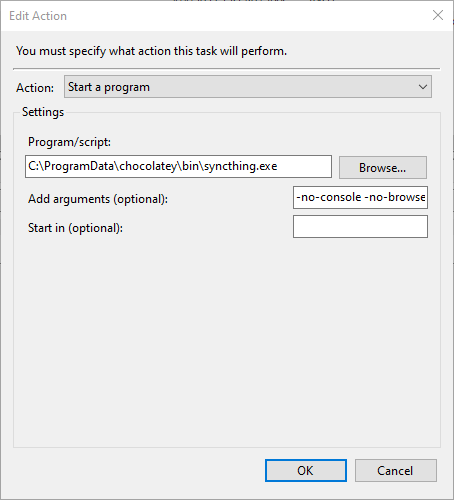 Edit Action
You must specify what action this task will perform.
Action: Start a program
Settings
Program/script:
C:\ProgramData\chocolatey\bin\syncthing.exe Browse...
Add arguments (optional): -no-console -no-browse
Start in (optional):
OK Cancel